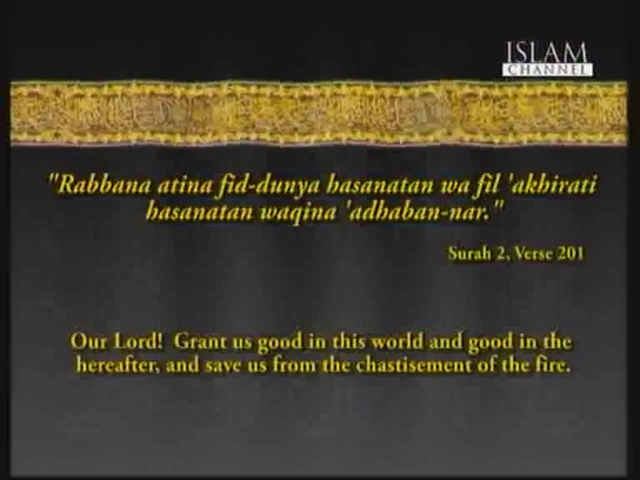 ISLAM
CHANNEL
"Rabbana atina fid-dunya hasanatan wa fil 'akhirati
hasanatan waqina 'adhaban-nar."
Surah 2, Verse 201
Our Lord! Grant us good in this world and good in the
hereafter, and save us from the chastisement of the fire.